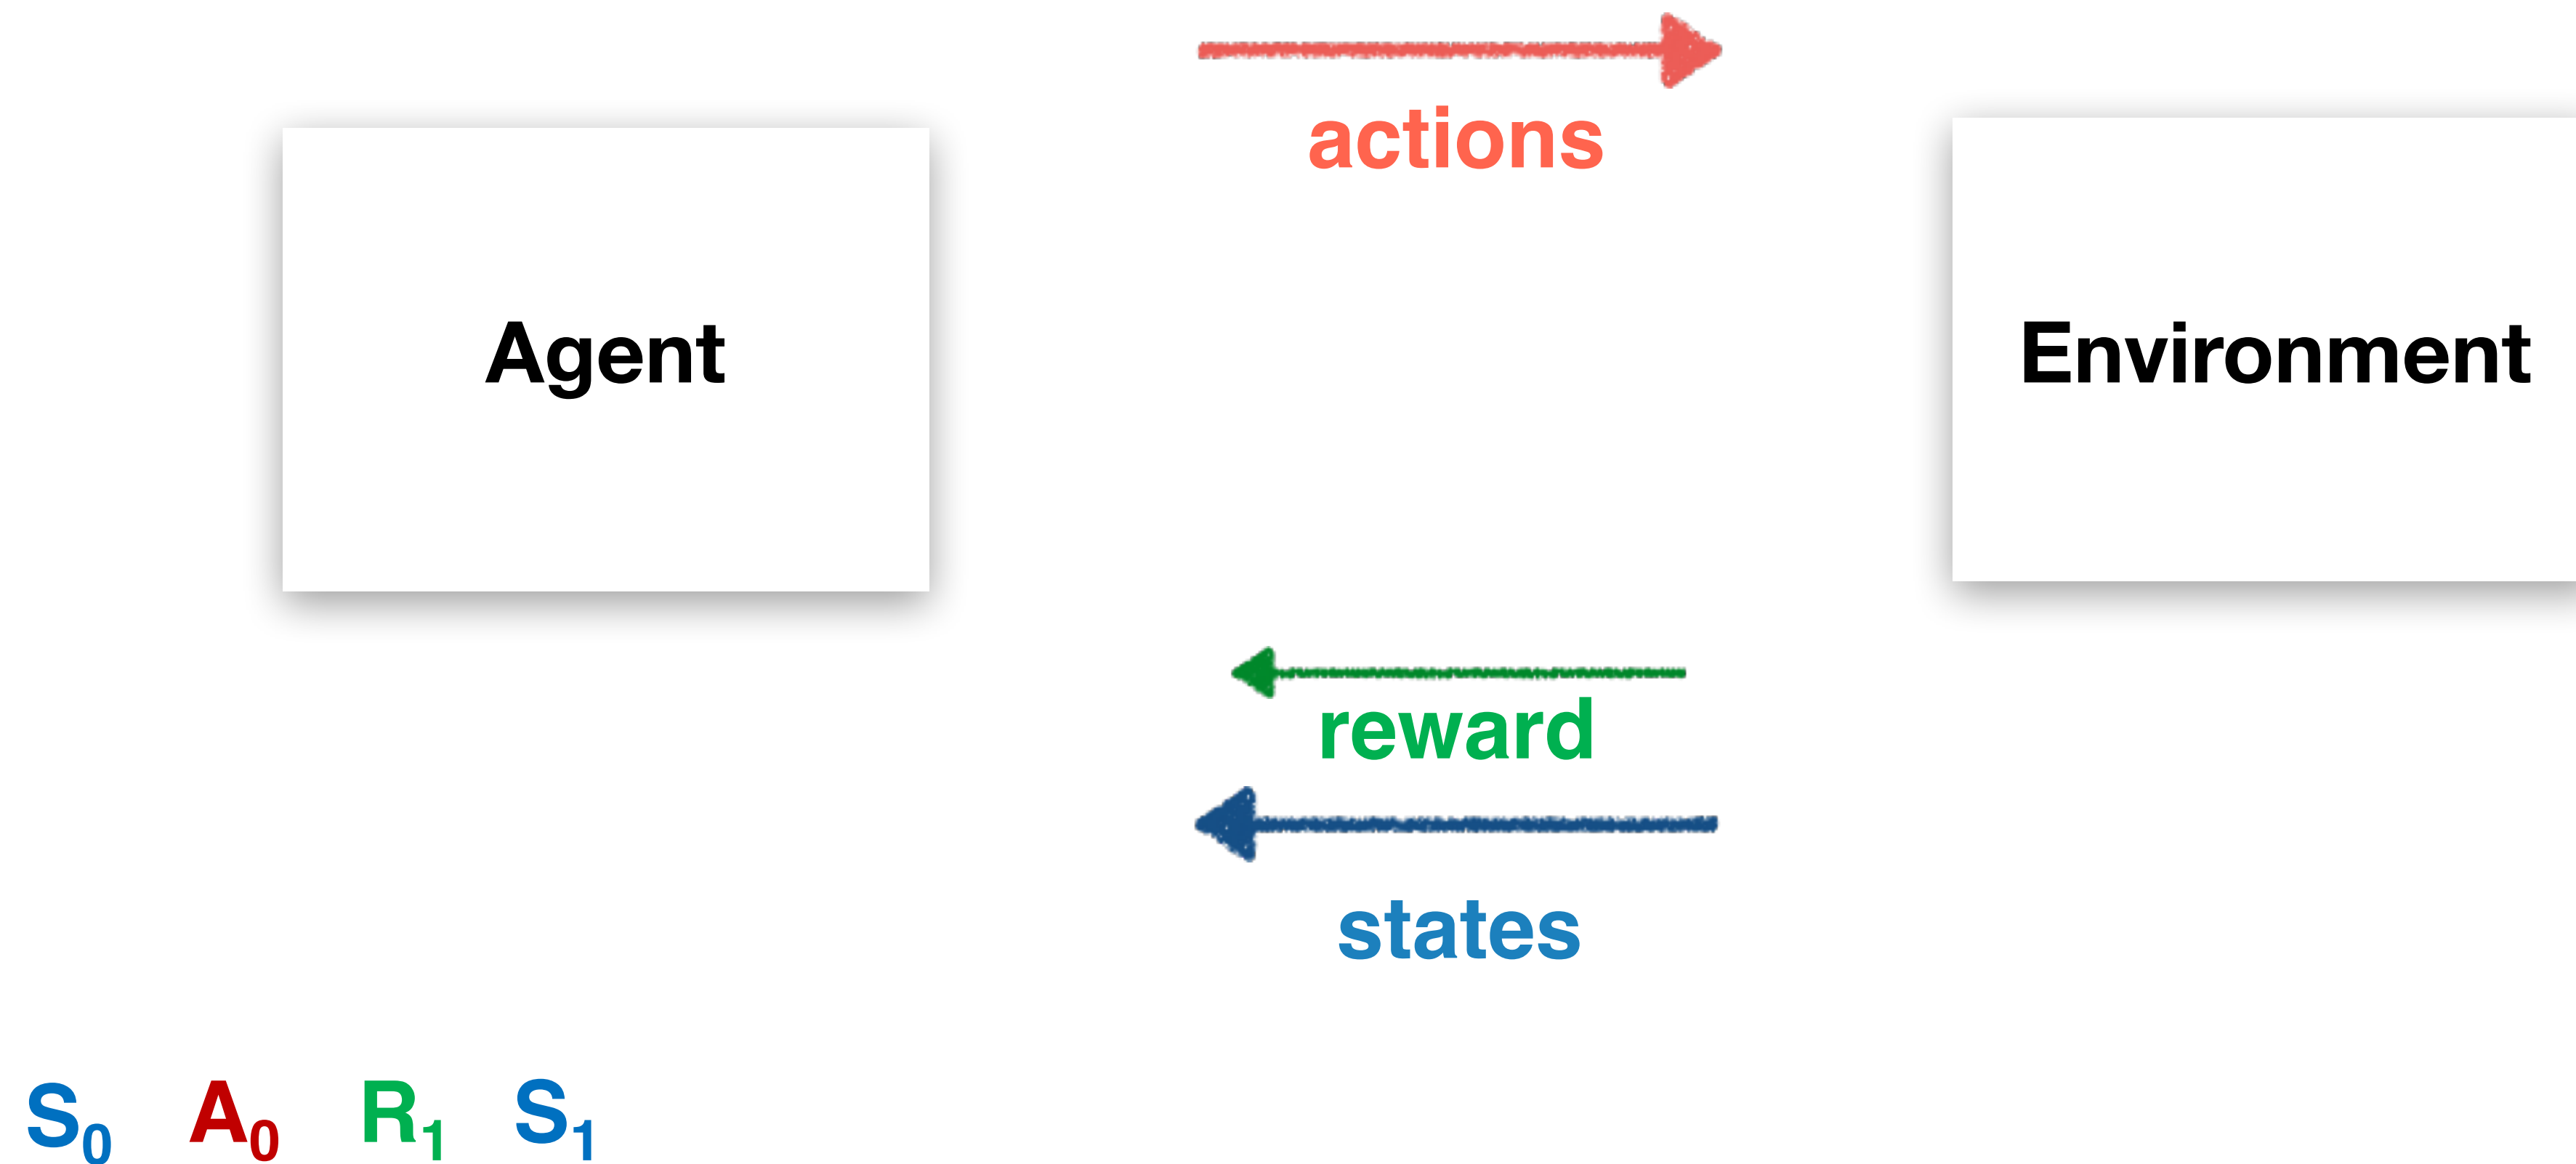 actions
Agent
Environment
reward
states
S₀ A₀ R₁ S₁